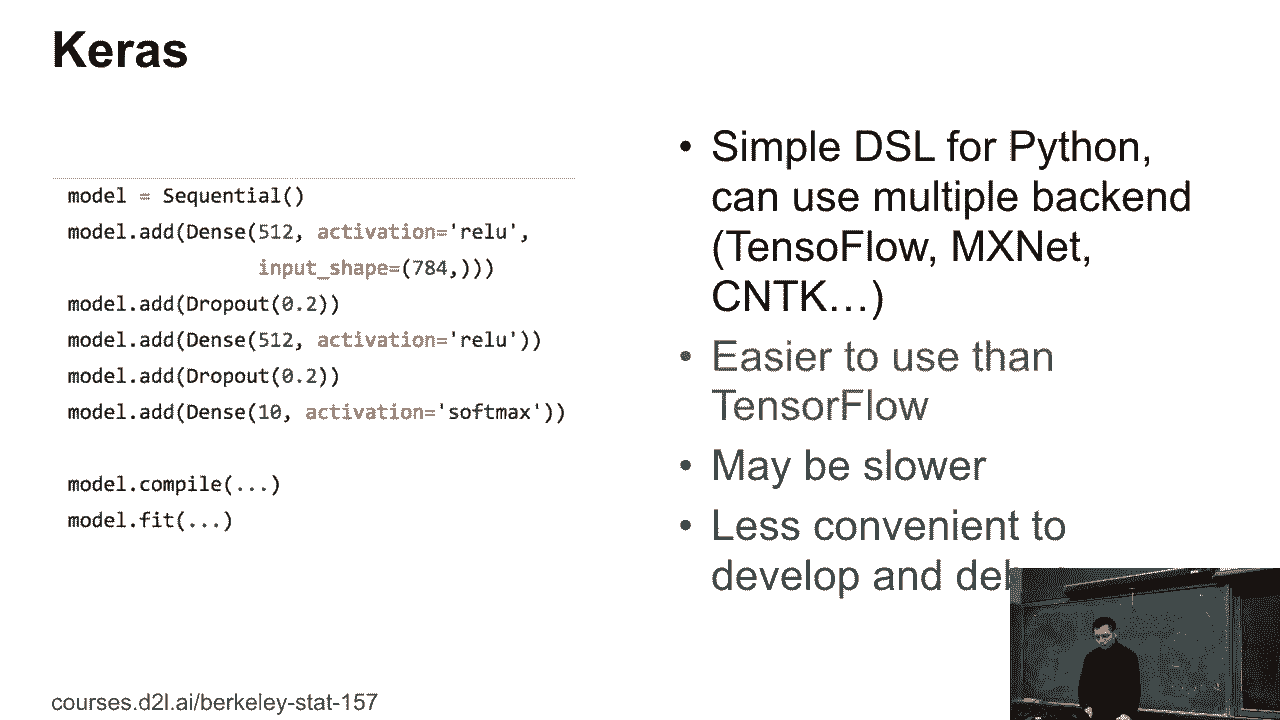 Keras
model = Sequential()
model.add(Dense(512, activation='relu',
input_shape=(784,)))
model.add(Dropout(0.2))
model.add(Dense(512, activation='relu'))
model.add(Dropout(0.2))
model.add(Dense(10, activation='softmax'))
model.compile(...)
model.fit(...)
• Simple DSL for Python,
can use multiple backend
(TensoFlow, MXNet,
CNTK…)
• Easier to use than
TensorFlow
• May be slower
• Less convenient to
develop and
courses.d2l.ai/berkeley-stat-157